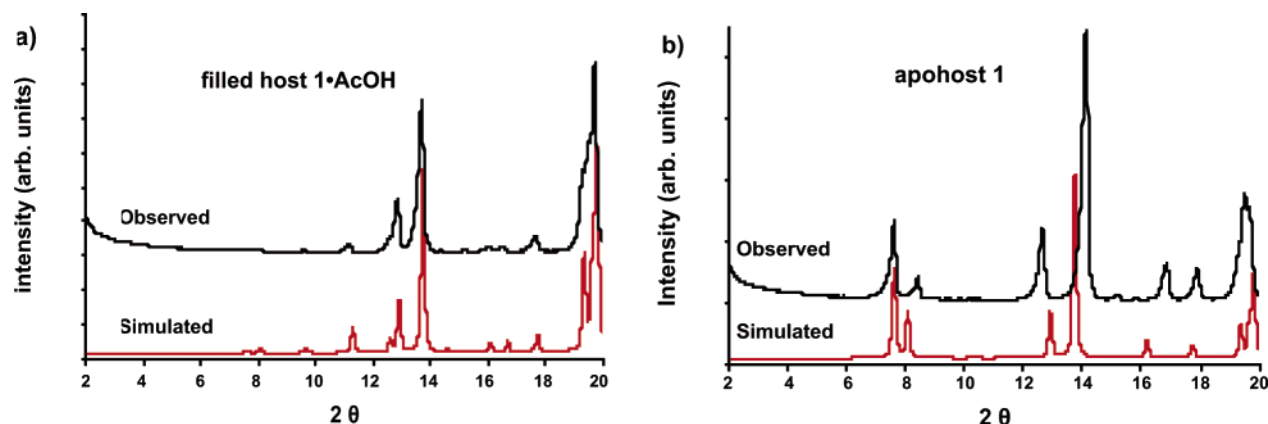 a)
filled host 1•AcOH
intensity (arb. units)
Observed
Simulated
2 4 6 8 10 12 14 16 18 20
2 θ
b)
apohost 1
Intensity (arb. units)
Observed
Simulated
2 4 6 8 10 12 14 16 18 20
2 θ